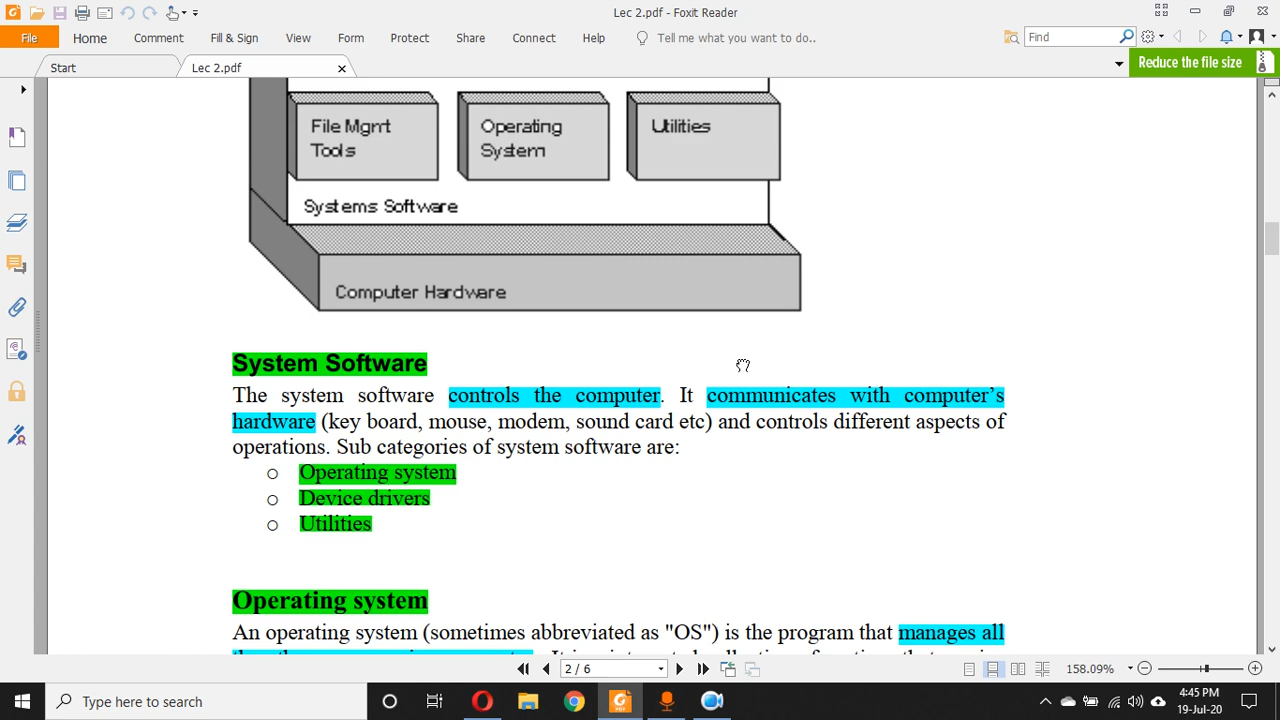 Lec 2.pdf - Foxit Reader
File Home Comment Fill & Sign View Form Protect Share Connect Help Tell me what you want to do.. Find
Start Lec 2.pdf Reduce the file size
File Mgmt Tools
Operating System
Utilities
Systems Software
Computer Hardware
System Software
The system software controls the computer. It communicates with computer's
hardware (key board, mouse, modem, sound card etc) and controls different aspects of
operations. Sub categories of system software are:
o Operating system
o Device drivers
o Utilities
Operating system
An operating system (sometimes abbreviated as "OS") is the program that manages all
2 / 6 158.09%
Type here to search
4:45 PM
19-Jul-20